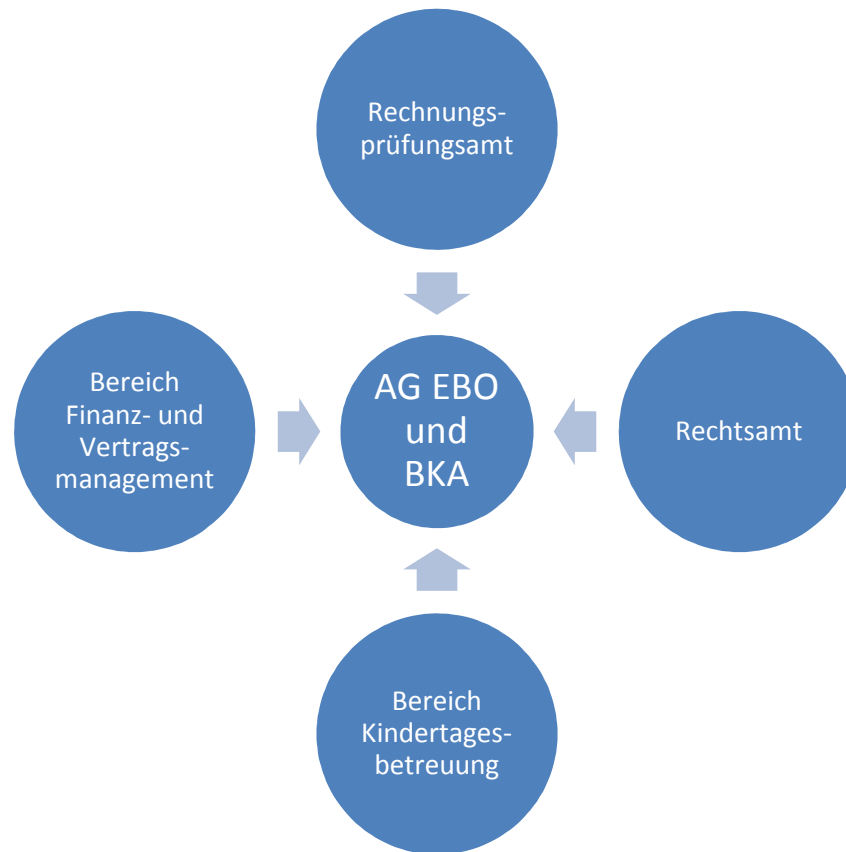 Rechnungs-
prüfungsamt
Bereich
Finanz- und
Vertrags-
management
AG EBO
und
BKA
Rechtsamt
Bereich
Kindertages-
betreuung